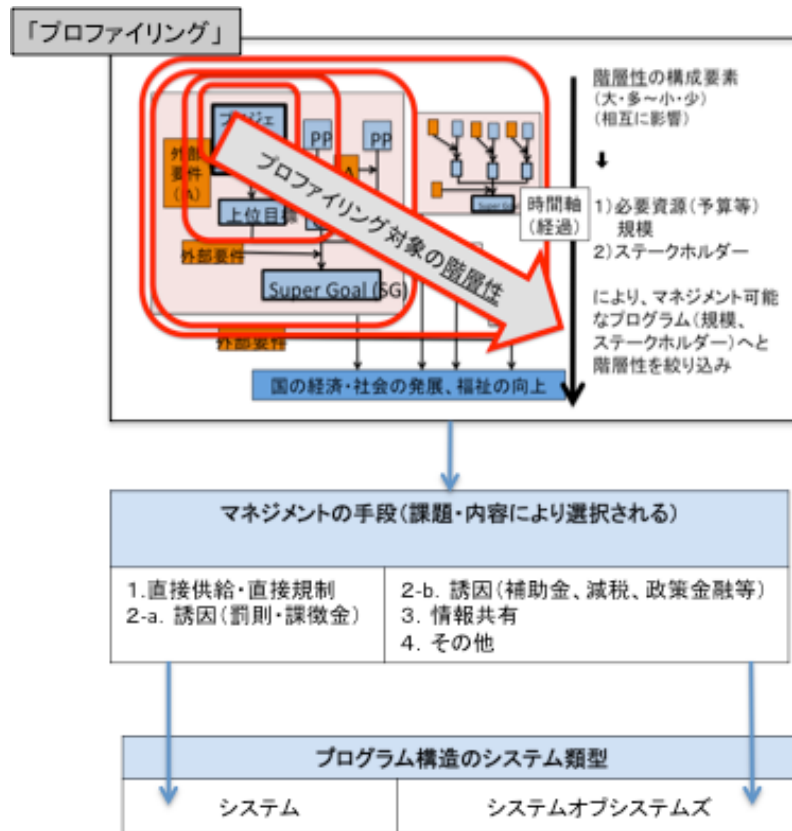 「プロファイリング」
階層性の構成要素
(大・多～小・少)
(相互に影響)
PP
PP
外部
要件
上位目標
外部要件
Super Goal (SG)
プロファイリング対象の階層性
時間軸
(経過)
1)必要資源(予算等)
規模
2)ステークホルダー
により、マネジメント可能
なプログラム(規模、
ステークホルダー)へと
階層性を絞り込み
外部要件
国の経済・社会の発展、福祉の向上
マネジメントの手段(課題・内容により選択される)
1.直接供給・直接規制
2-a. 誘因(罰則・課徴金)
2-b. 誘因(補助金、減税、政策金融等)
3. 情報共有
4. その他
プログラム構造のシステム類型
システム
システムオブシステムズ